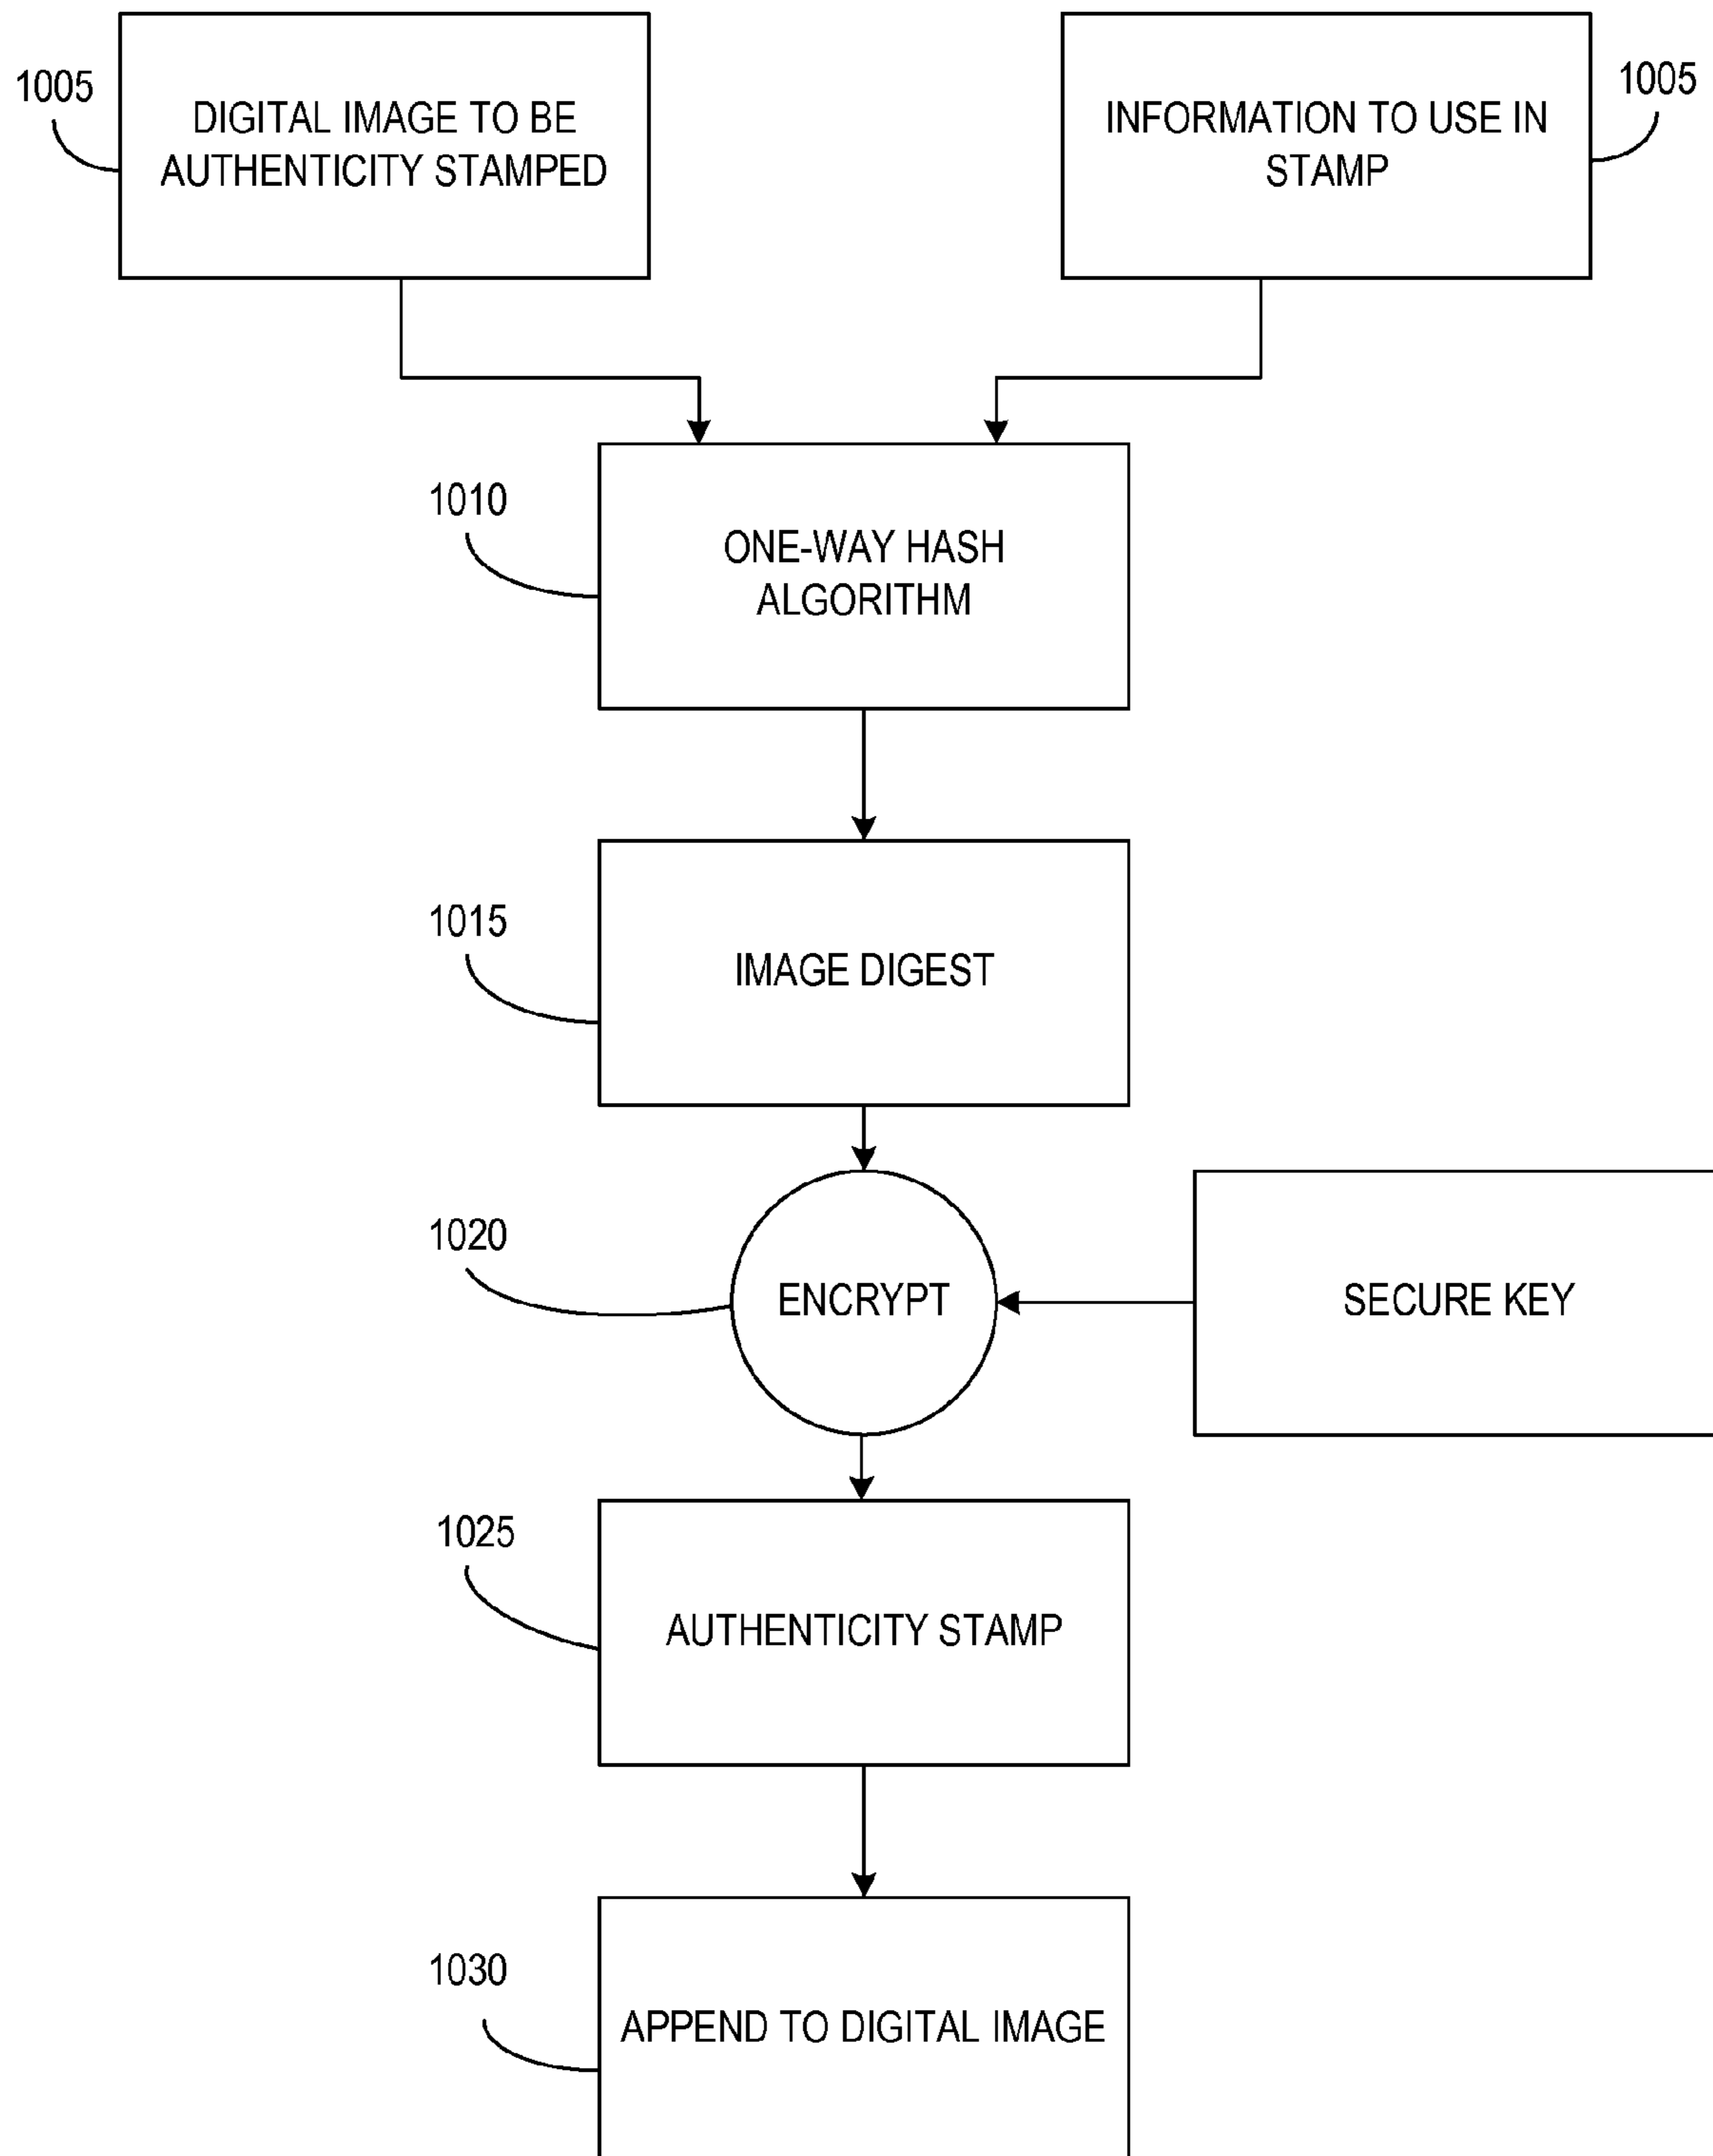 1005
DIGITAL IMAGE TO BE
AUTHENTICITY STAMPED
INFORMATION TO USE IN
STAMP
1005
1010
ONE-WAY HASH
ALGORITHM
1015
IMAGE DIGEST
1020
ENCRYPT
SECURE KEY
1025
AUTHENTICITY STAMP
1030
APPEND TO DIGITAL IMAGE